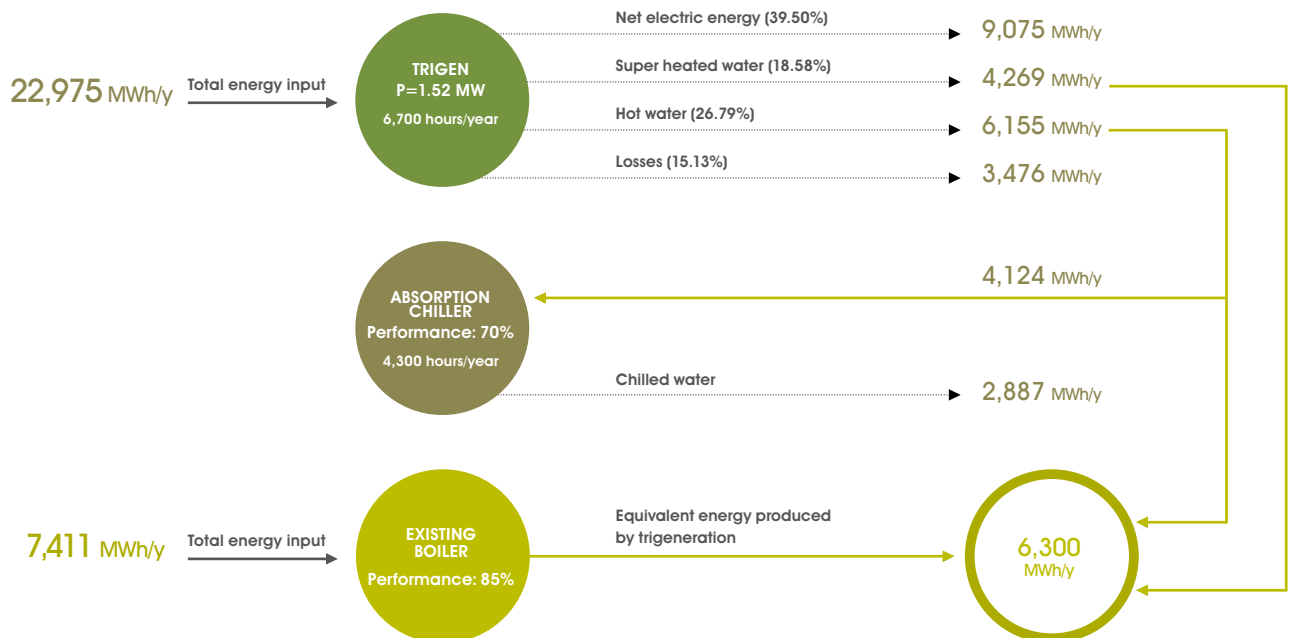 Net electric energy (39.50%)
9,075 MWh/y
TRIGEN
P=1.52 MW
6,700 hours/year
22,975 MWh/y
Total energy input
Super heated water (18.58%)
4,269 MWh/y
Hot water (26.79%)
6,155 MWh/y
Losses (15.13%)
3,476 MWh/y
4,124 MWh/y
ABSORPTION
CHILLER
Performance: 70%
4,300 hours/year
Chilled water
2,887 MWh/y
7,411 MWh/y
Total energy input
EXISTING
BOILER
Performance: 85%
Equivalent energy produced
by trigeneration
6,300
MWh/y